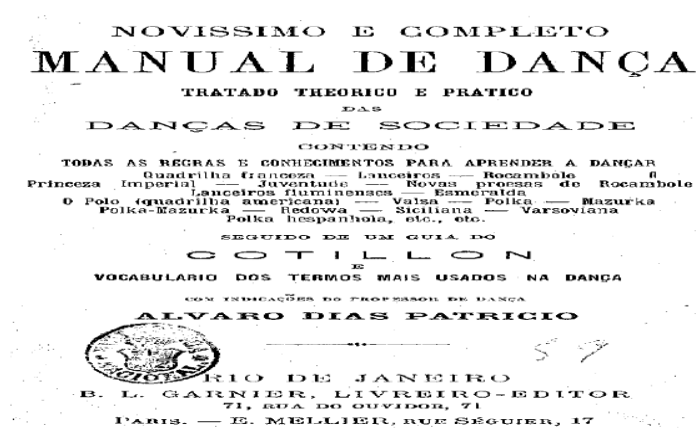 NOVISSIMO E COMPLETO
MANUAL DE DANÇA
TRATADO THEORICO E PRATICO
DAS
DANÇAS DE SOCIEDADE
CONTENDO
TODAS AS REGRAS E CONHECIMENTOS PARA APRENDER A DANÇAR
Quadrilha franceza — Lanceiros — Rocambole
Princeza Imperial — Juventude — Novas proesas de Rocambole
Lanceiros fluminenses — Esmeralda
O Polo (quadrilha americana) — Valsa — Polka — Mazurka
Polka-Mazurka — Redowa — Siciliana — Varsoviana
Polka hespanhola, etc., etc.
SEGUIDO DE UM GUIA DO
COTILLON
E
VOCABULARIO DOS TERMOS MAIS USADOS NA DANÇA
COM INDICAÇÕES DO PROFESSOR DE DANÇA
ALVARO DIAS PATRICIO
57
RIO DE JANEIRO
B. L. GARNIER, LIVREIRO-EDITOR
71, RUA DO OUVIDOR, 71
PARIS. — E. MELLIER, RUE SÉGUIER, 17